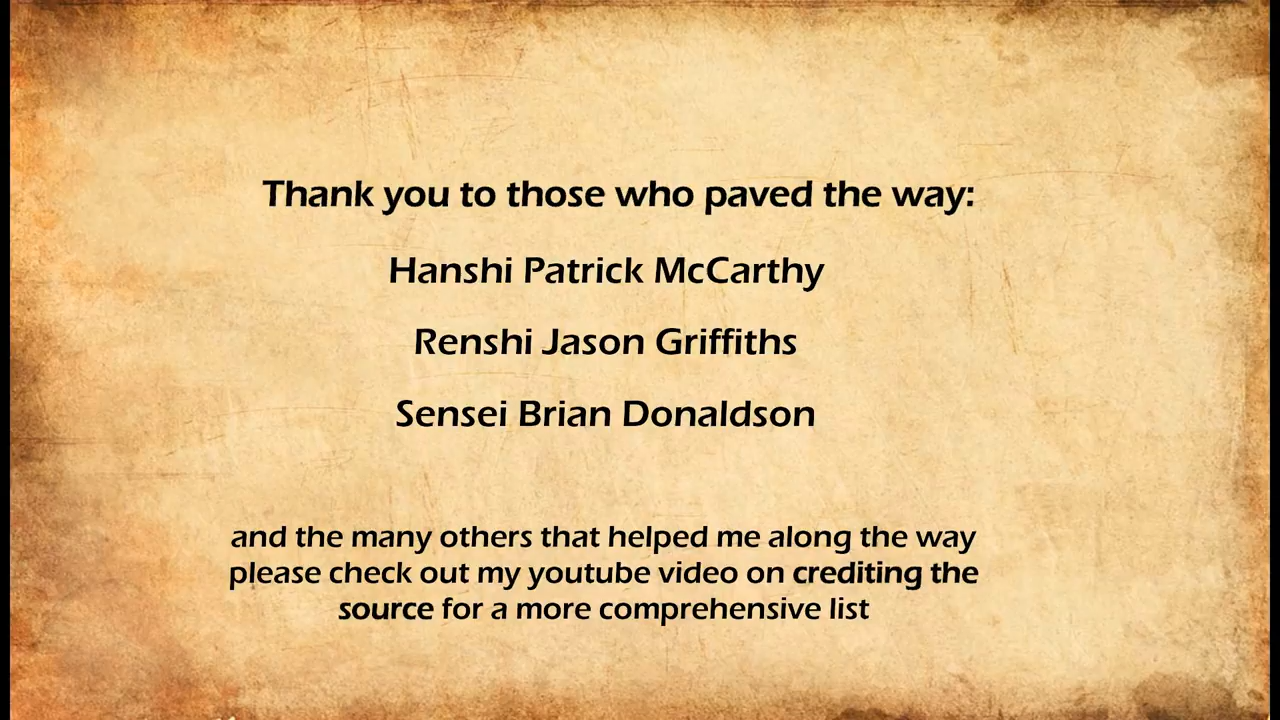 Thank you to those who paved the way:
Hanshi Patrick McCarthy
Renshi Jason Griffiths
Sensei Brian Donaldson
and the many others that helped me along the way
please check out my youtube video on crediting the
source for a more comprehensive list